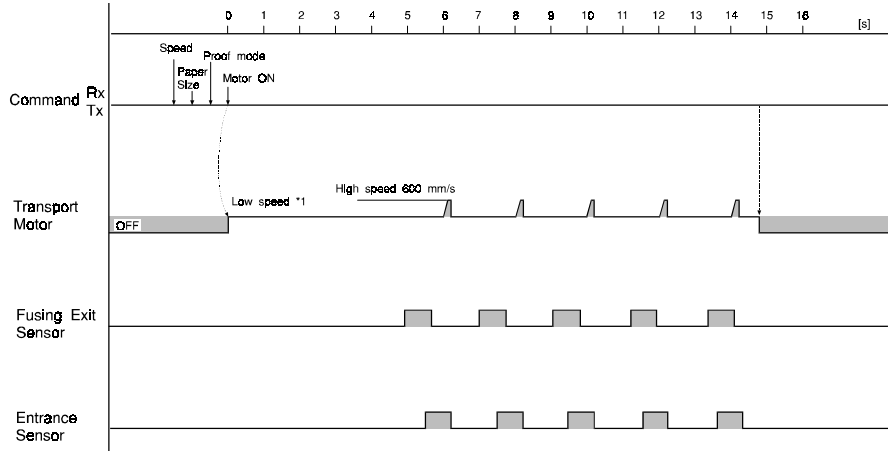 0 1 2 3 4 5 6 7 8 9 10 11 12 13 14 15 16 [s]
Speed
Proof mode
Paper
Size
Motor ON
Command Rx
Tx
Low speed *1
High speed 600 mm/s
Transport
Motor
OFF
Fusing Exit
Sensor
Entrance
Sensor